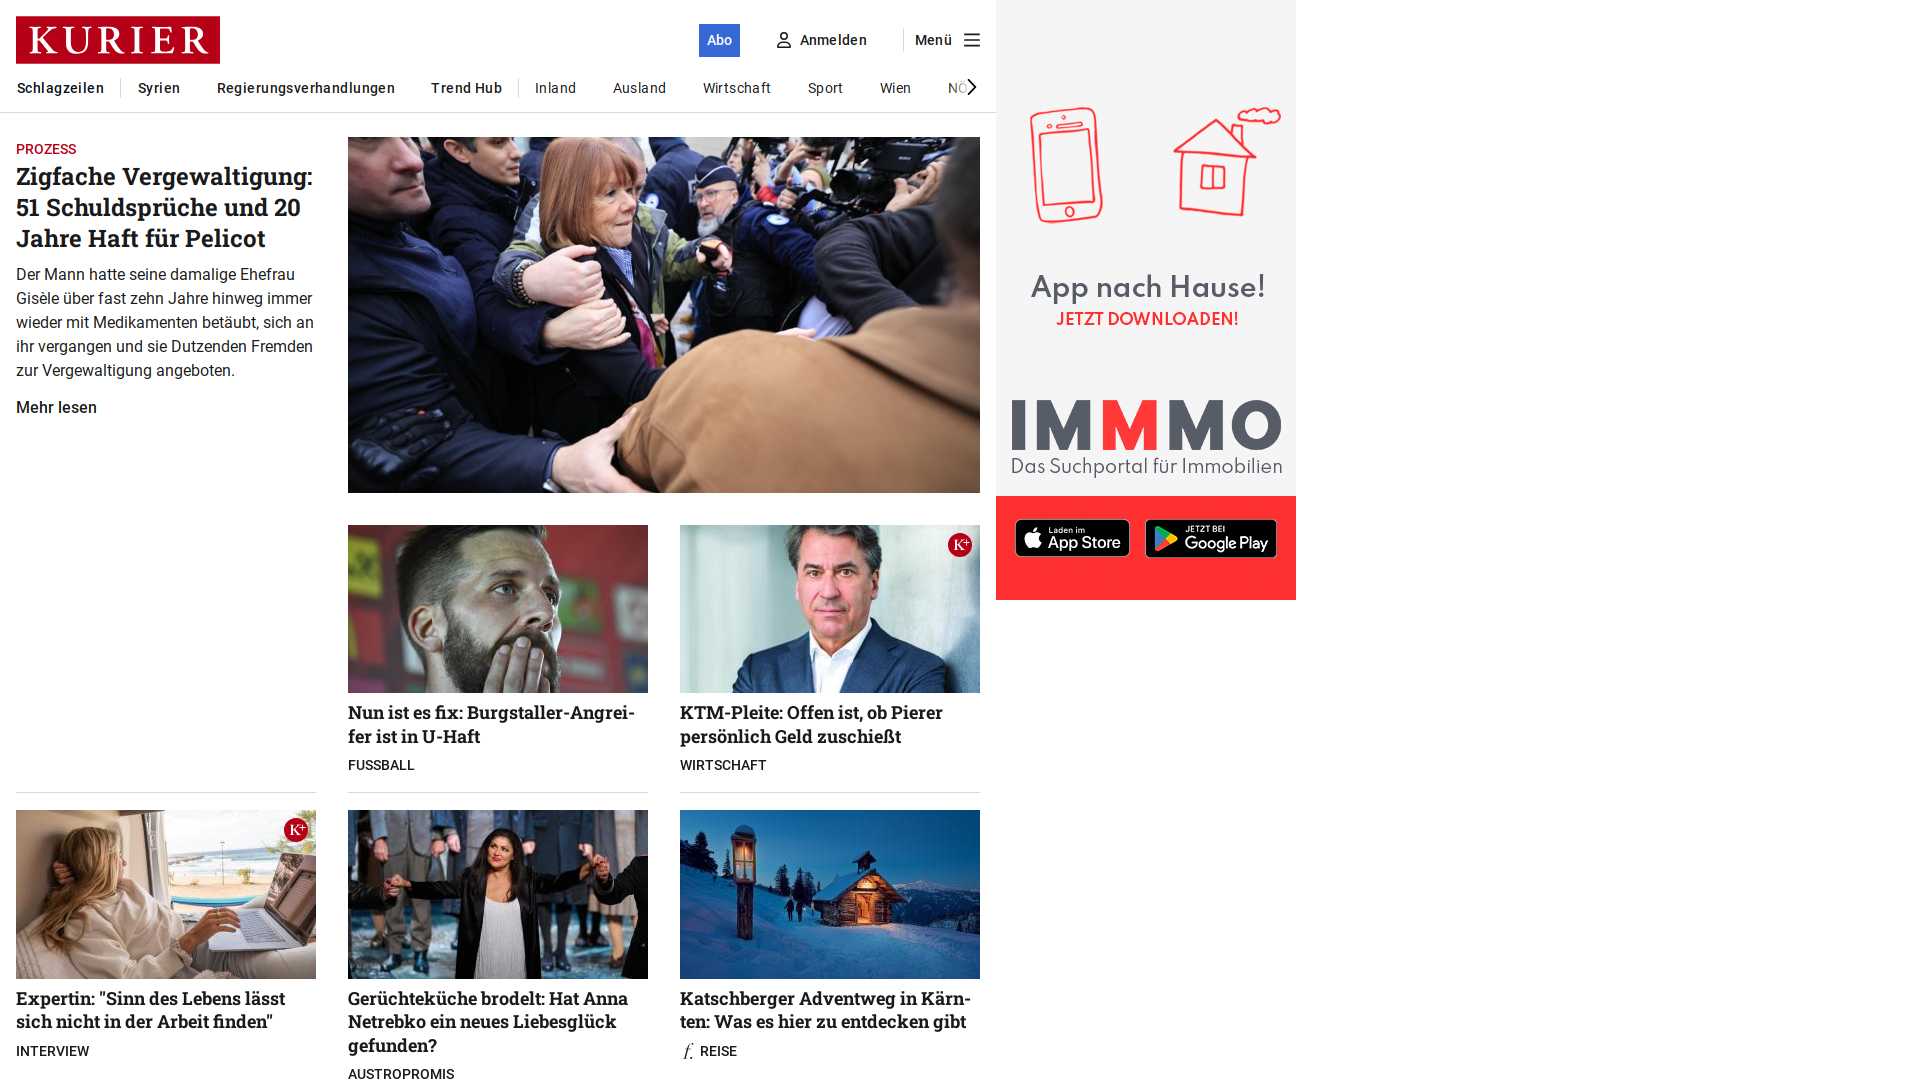 KURIER
Abo
Anmelden
Menü
Schlagzeilen
Syrien
Regierungsverhandlungen
Trend Hub
Inland
Ausland
Wirtschaft
Sport
Wien
NÖ
PROZESS
Zigfache Vergewaltigung:
51 Schuldsprüche und 20
Jahre Haft für Pelicot
Der Mann hatte seine damalige Ehefrau
Gisèle über fast zehn Jahre hinweg immer
wieder mit Medikamenten betäubt, sich an
ihr vergangen und sie Dutzenden Fremden
zur Vergewaltigung angeboten.
Mehr lesen
K+
Nun ist es fix: Burgstaller-Angrei-
fer ist in U-Haft
FUSSBALL
KTM-Pleite: Offen ist, ob Pierer
persönlich Geld zuschießt
WIRTSCHAFT
K+
Expertin: "Sinn des Lebens lässt
sich nicht in der Arbeit finden"
INTERVIEW
Gerüchteküche brodelt: Hat Anna
Netrebko ein neues Liebesglück
gefunden?
AUSTROPROMIS
Katschberger Adventweg in Kärn-
ten: Was es hier zu entdecken gibt
f. REISE
App nach Hause!
JETZT DOWNLOADEN!
IMMMO
Das Suchportal für Immobilien
Laden im
App Store
JETZT BEI
Google Play